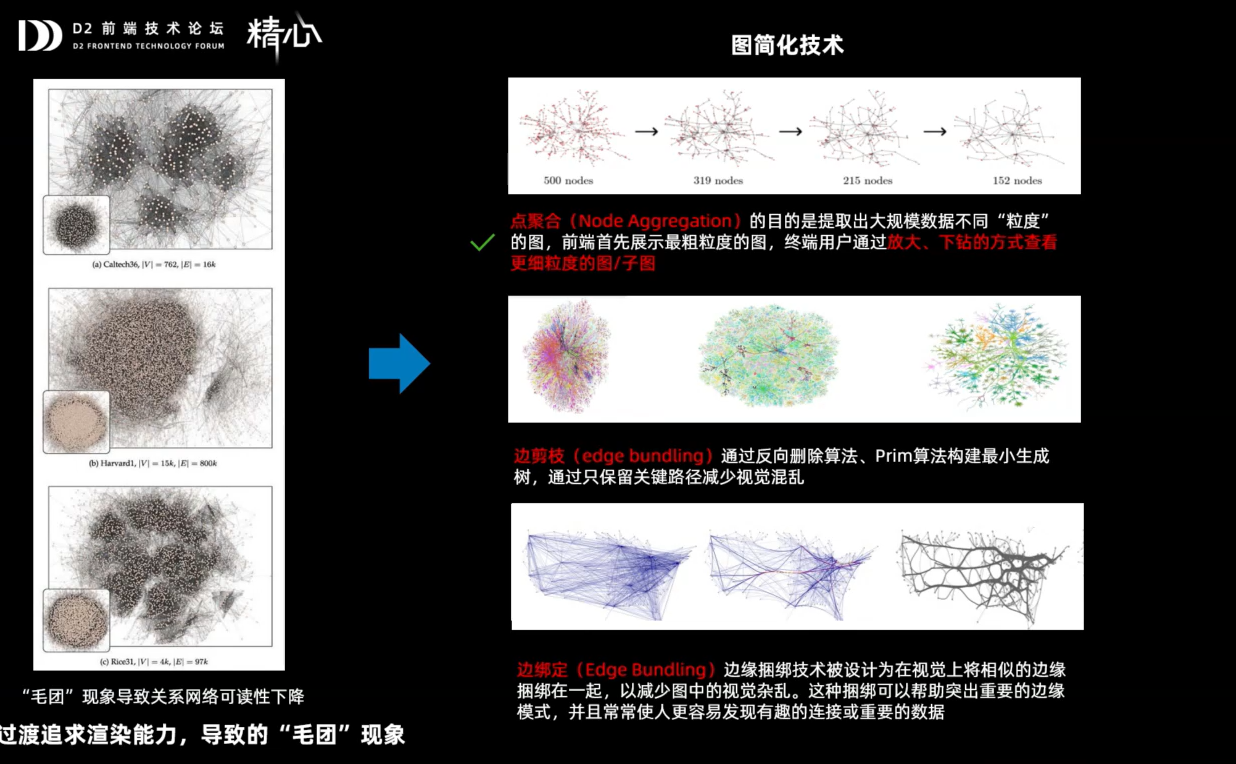 D2 前端技术论坛
D2 FRONTEND TECHNOLOGY FORUM
精心
图简化技术
(a) Caltech36, |V| = 762, |E| = 16k
(b) Harvard1, |V| = 15k, |E| = 800k
(c) Rice31, |V| = 4k, |E| = 97k
“毛团”现象导致关系网络可读性下降
过渡追求渲染能力，导致的“毛团”现象
500 nodes
319 nodes
215 nodes
152 nodes
点聚合（Node Aggregation）的目的是提取出大规模数据不同“粒度”
的图，前端首先展示最粗粒度的图，终端用户通过放大、下钻的方式查看
更细粒度的图/子图
边剪枝（edge bundling）通过反向删除算法、Prim算法构建最小生成
树，通过只保留关键路径减少视觉混乱
边绑定（Edge Bundling）边缘捆绑技术被设计为在视觉上将相似的边缘
捆绑在一起，以减少图中的视觉杂乱。这种捆绑可以帮助突出重要的边缘
模式，并且常常使人更容易发现有趣的连接或重要的数据